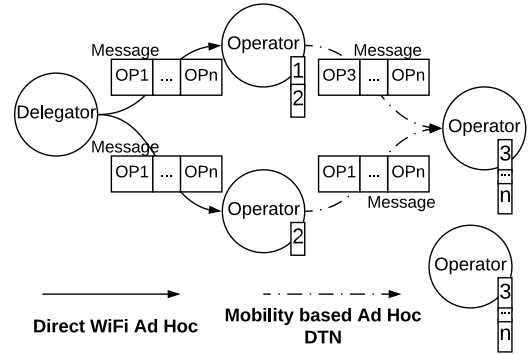 Message
OP1 ... OPn
Operator
1
2
Message
OP3 ... OPn
Delegator
Operator
3
...
n
Message
OP1 ... OPn
Operator
2
OP1 ... OPn
Message
Operator
3
...
n
Direct WiFi Ad Hoc
Mobility based Ad Hoc
DTN